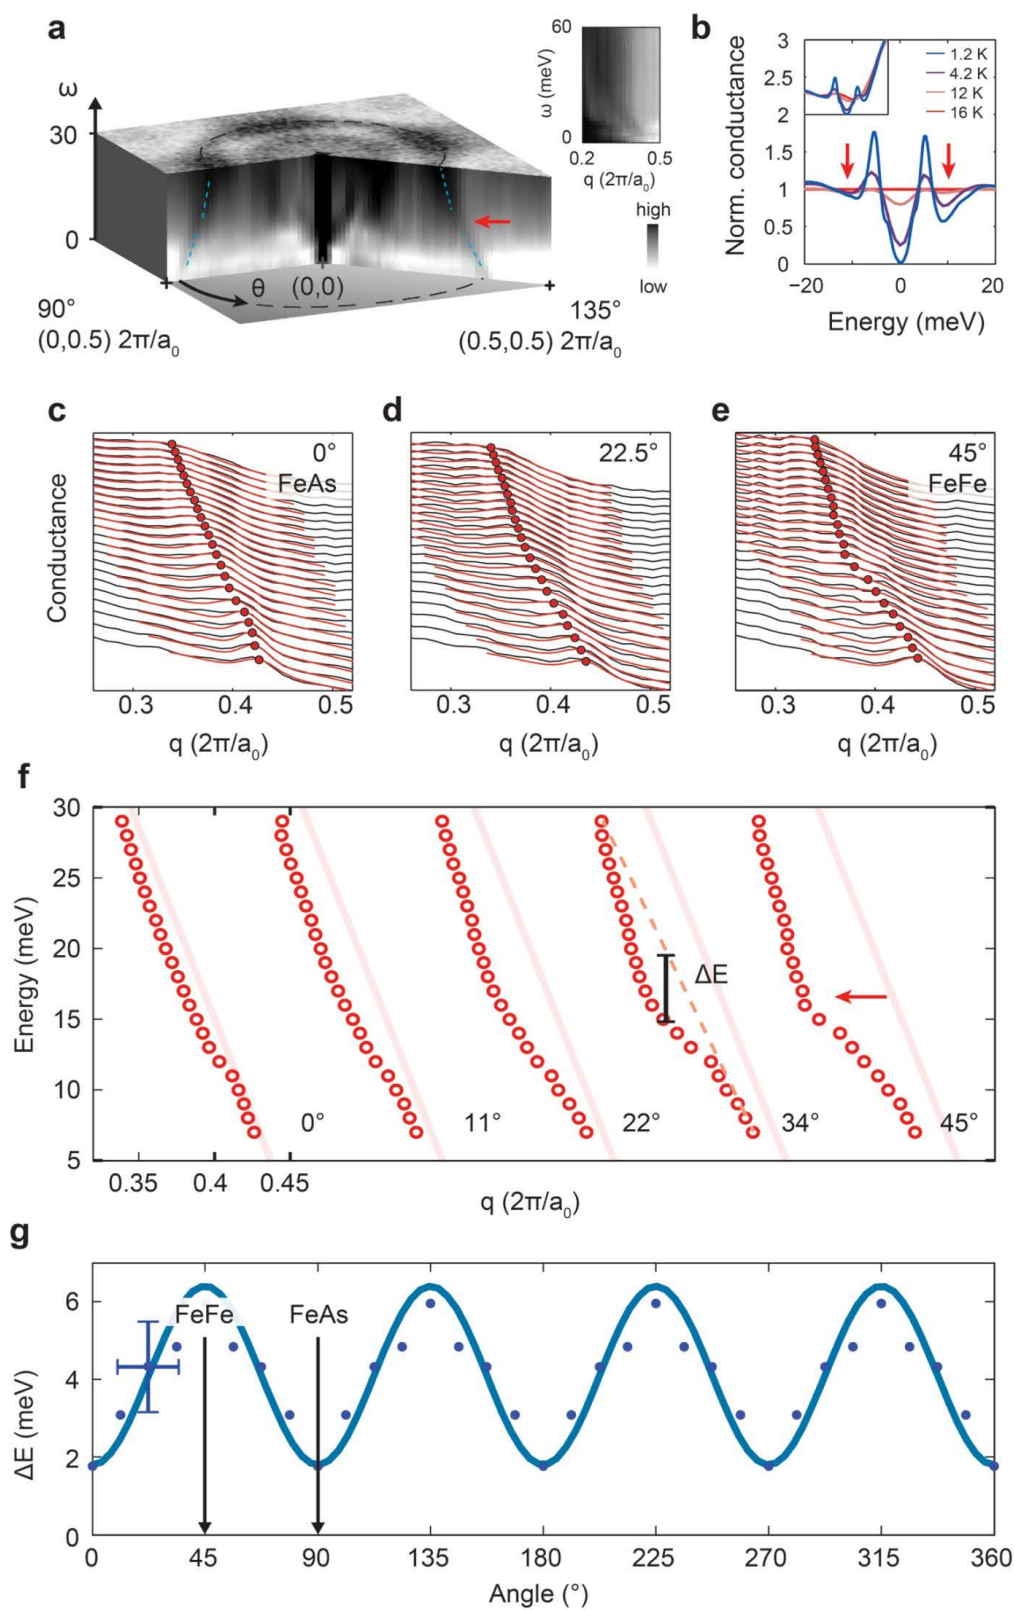 a
ω
30
0
θ
(0,0)
90°
(0,0.5) 2π/a₀
135°
(0.5,0.5) 2π/a₀
60
ω (meV)
0
0.2
0.5
q (2π/a₀)
high
low
b
Norm. conductance
3
2.5
2
1.5
1
0.5
0
1.2 K
4.2 K
12 K
16 K
−20
0
20
Energy (meV)
c
0°
FeAs
Conductance
0.3
0.4
0.5
q (2π/a₀)
d
22.5°
0.3
0.4
0.5
q (2π/a₀)
e
45°
FeFe
0.3
0.4
0.5
q (2π/a₀)
f
Energy (meV)
30
25
20
15
10
5
ΔE
0°
11°
22°
34°
45°
0.35
0.4
0.45
q (2π/a₀)
g
ΔE (meV)
6
4
2
0
FeFe
FeAs
0
45
90
135
180
225
270
315
360
Angle (°)